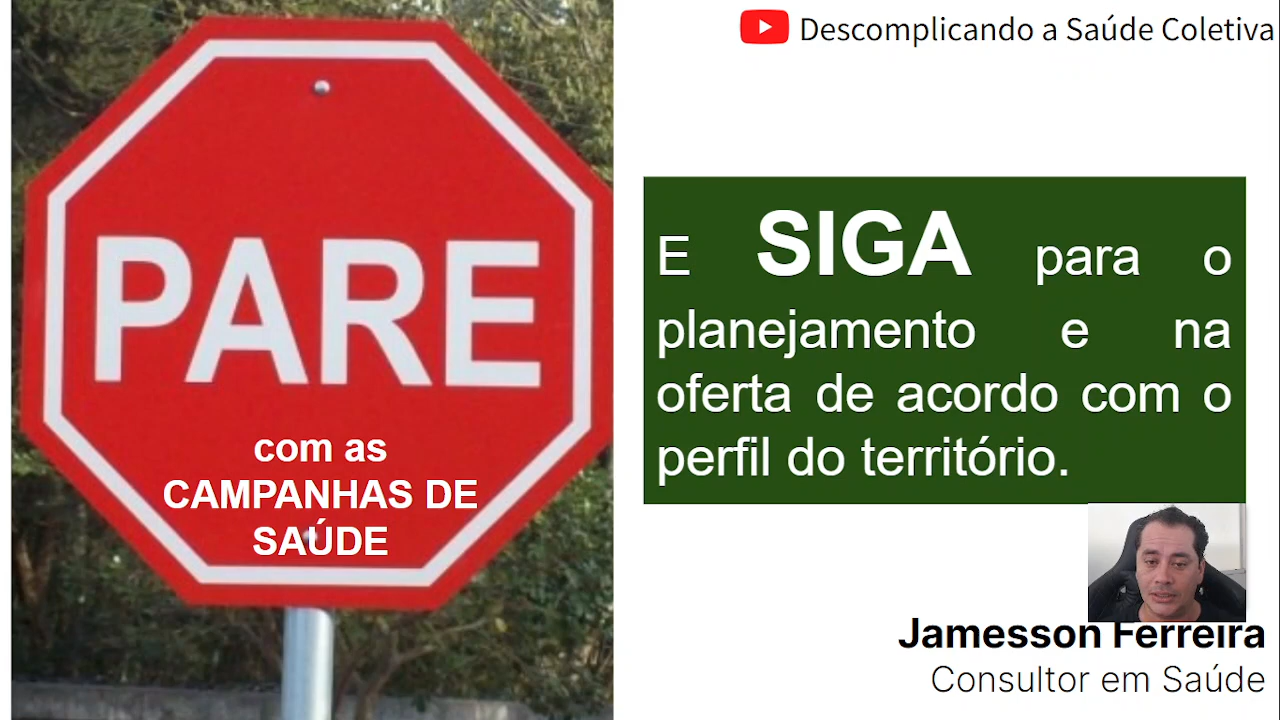 Descomplicando a Saúde Coletiva
PARE
com as
CAMPANHAS DE
SAÚDE
E SIGA para o
planejamento e na
oferta de acordo com o
perfil do território.
Jamesson Ferreira
Consultor em Saúde